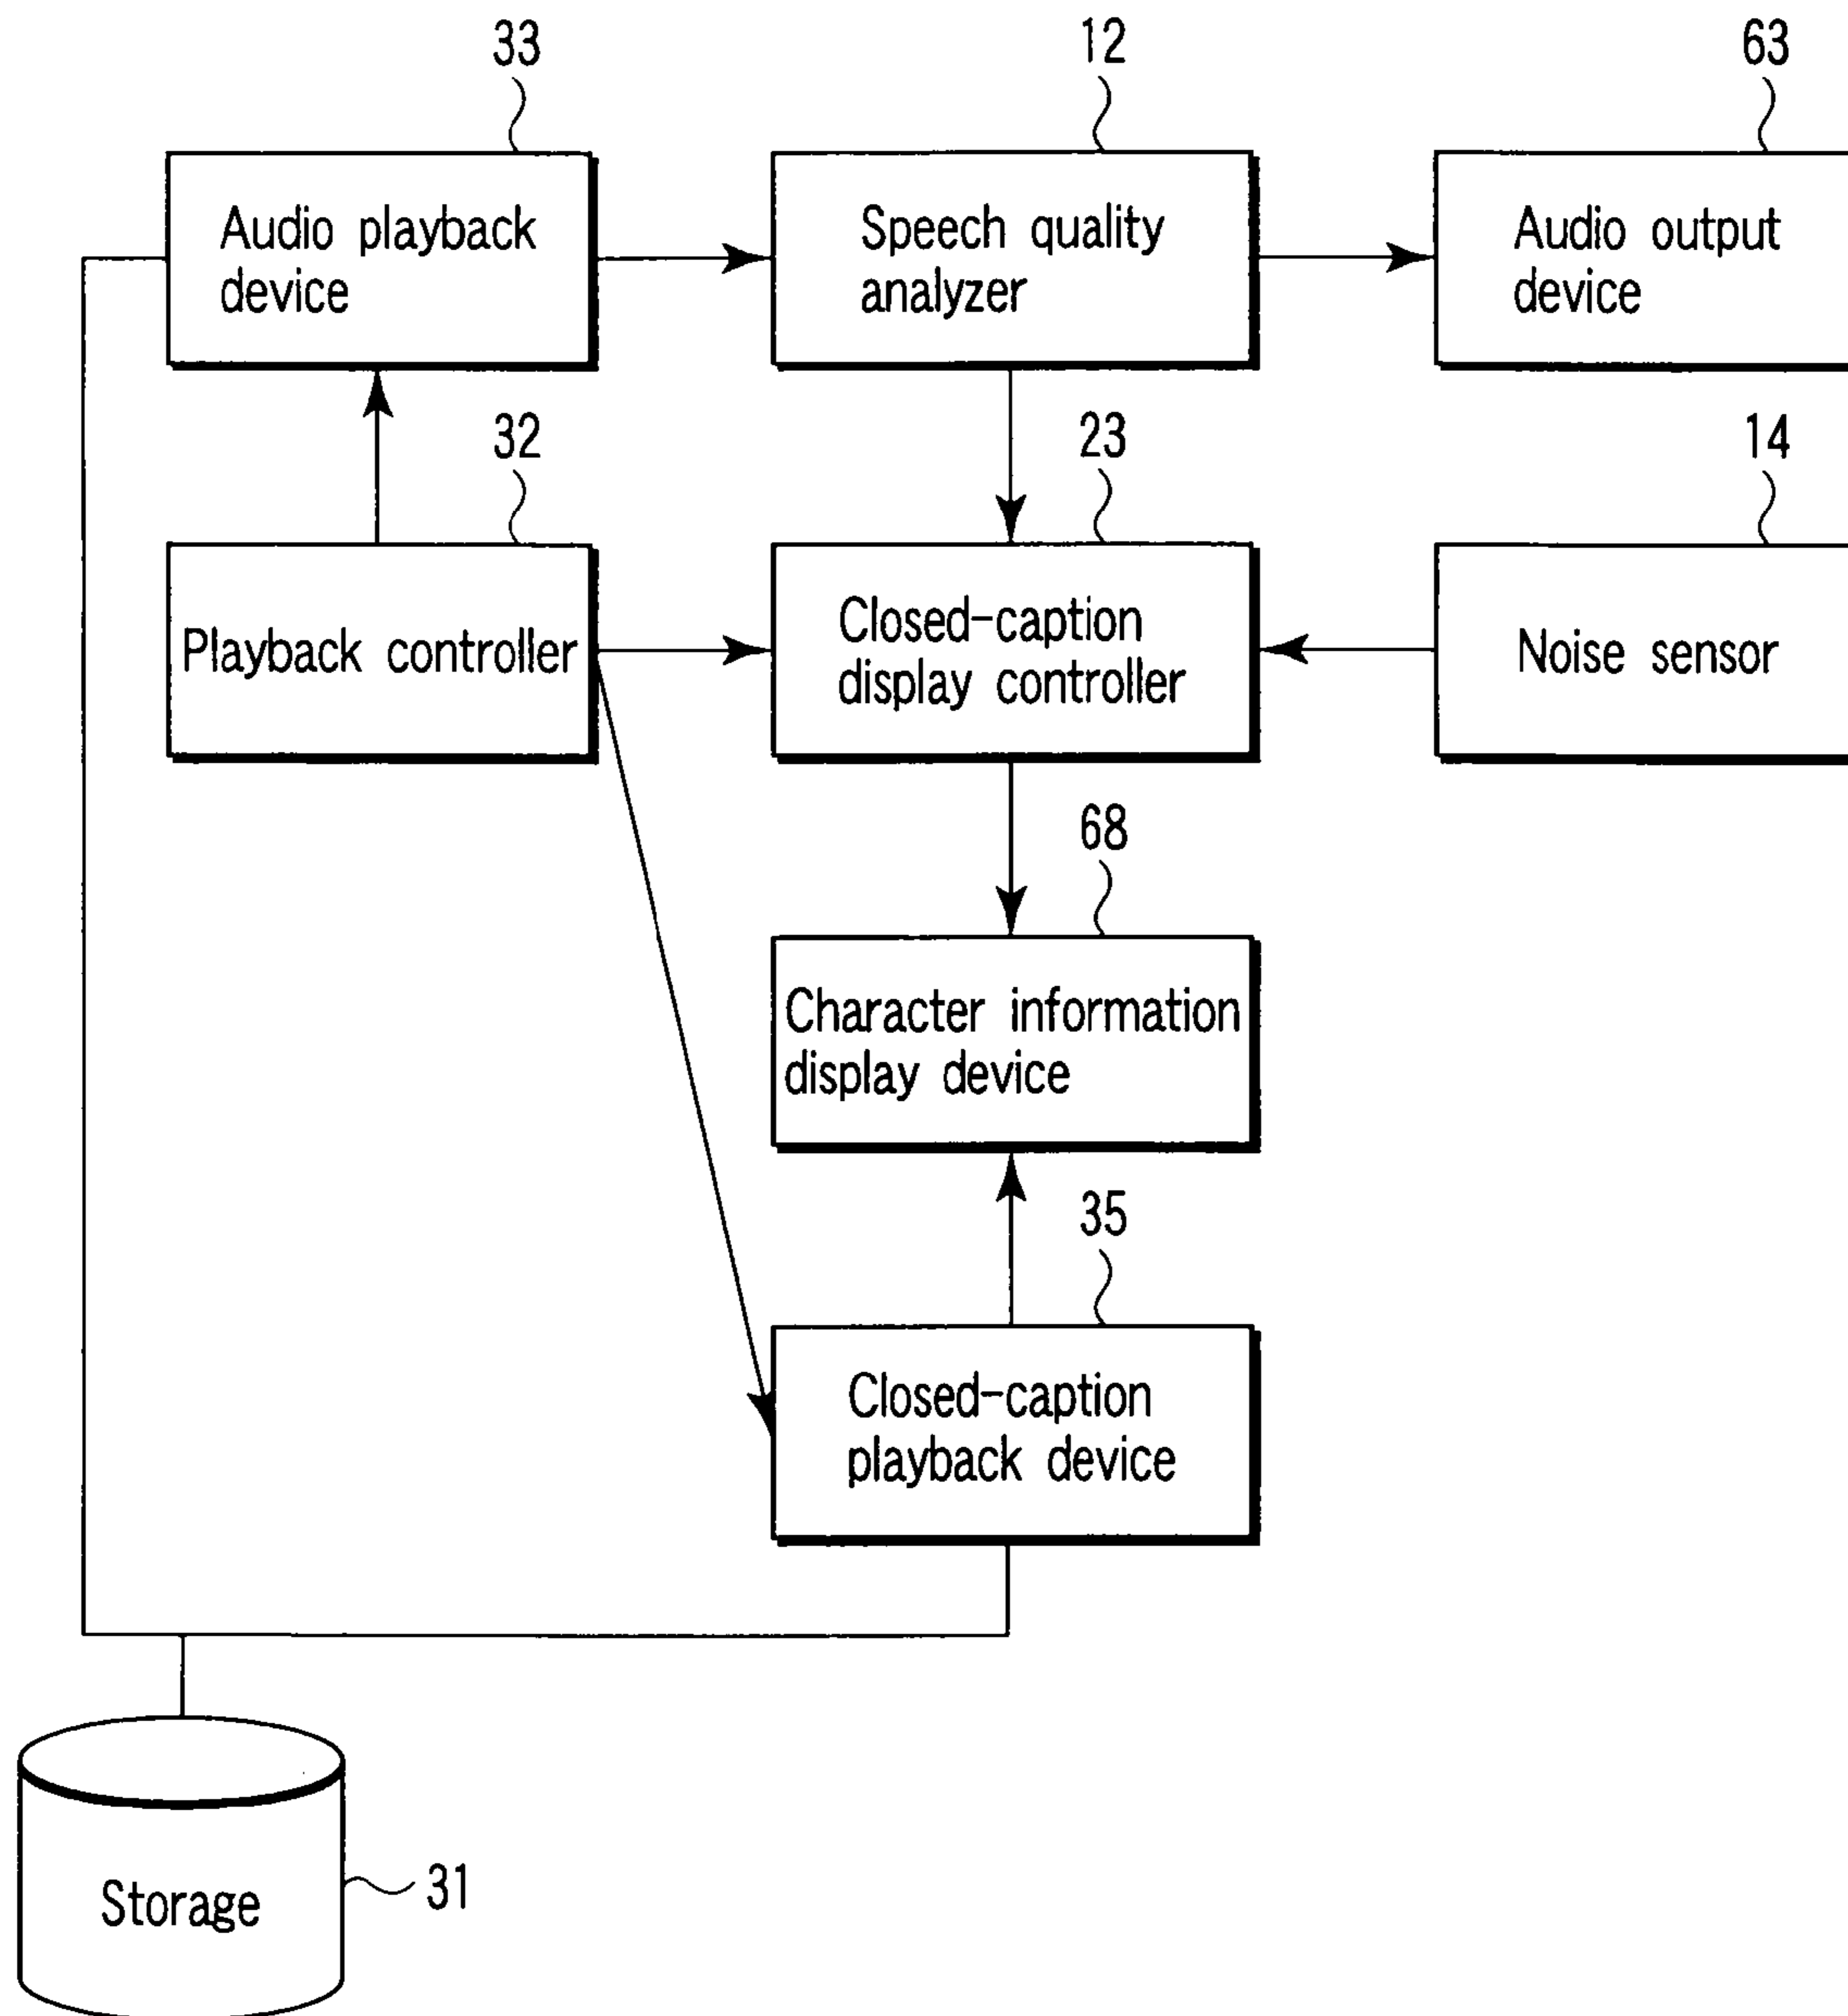 33
12
63
Audio playback
device
Speech quality
analyzer
Audio output
device
32
23
14
Playback controller
Closed-caption
display controller
Noise sensor
68
Character information
display device
35
Closed-caption
playback device
Storage
31